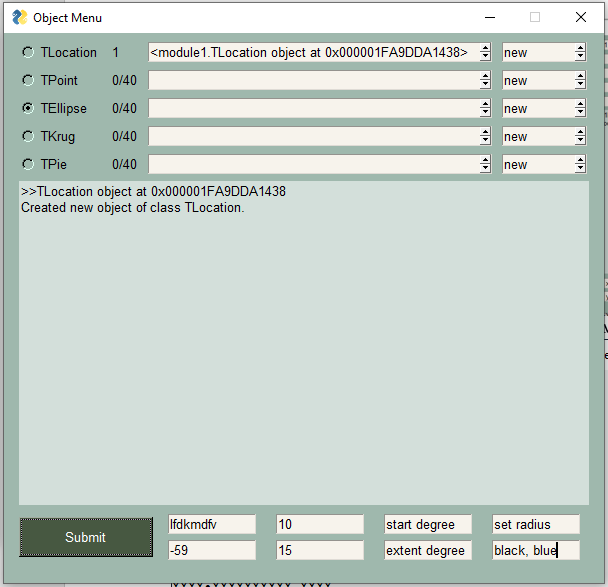 Object Menu
TLocation 1 <module1.TLocation object at 0x000001FA9DDA1438> new
TPoint 0/40 new
TEllipse 0/40 new
TKrug 0/40 new
TPie 0/40 new
>>TLocation object at 0x000001FA9DDA1438
Created new object of class TLocation.
lfdkmdfv 10 start degree set radius
Submit
-59 15 extent degree black, blue